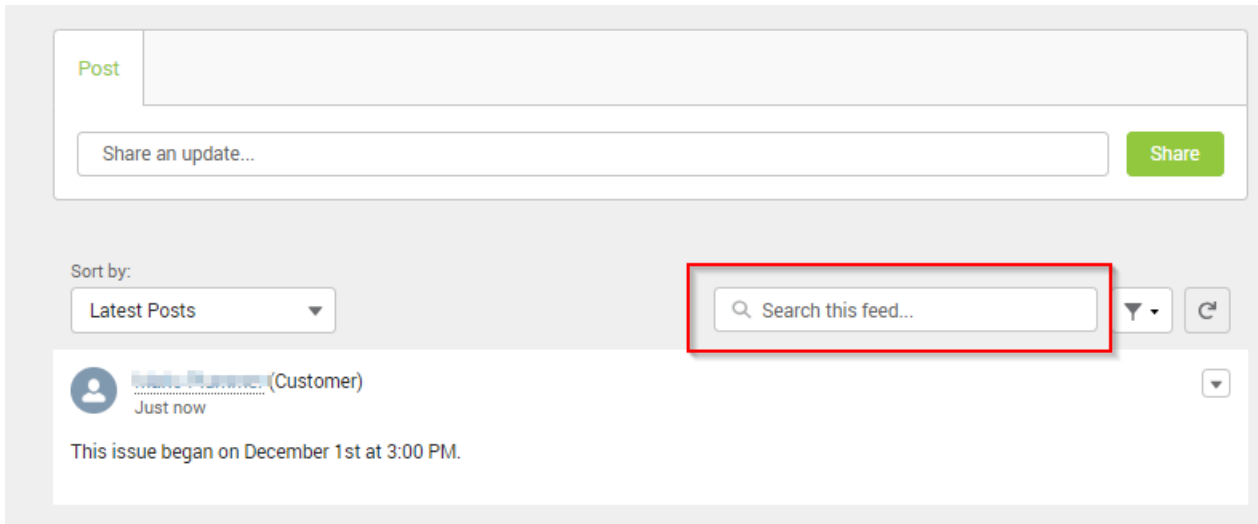 Post
Share an update...
Share
Sort by:
Latest Posts
Search this feed...
(Customer)
Just now
This issue began on December 1st at 3:00 PM.